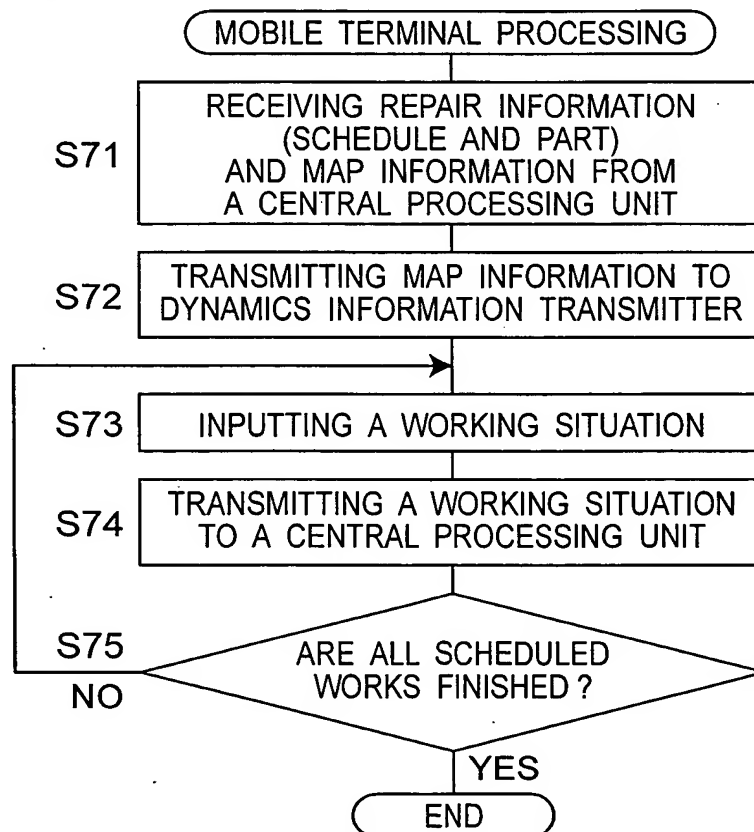 MOBILE TERMINAL PROCESSING
S71
RECEIVING REPAIR INFORMATION
(SCHEDULE AND PART)
AND MAP INFORMATION FROM
A CENTRAL PROCESSING UNIT
S72
TRANSMITTING MAP INFORMATION TO
DYNAMICS INFORMATION TRANSMITTER
S73
INPUTTING A WORKING SITUATION
S74
TRANSMITTING A WORKING SITUATION
TO A CENTRAL PROCESSING UNIT
S75
ARE ALL SCHEDULED
WORKS FINISHED ?
NO
YES
END